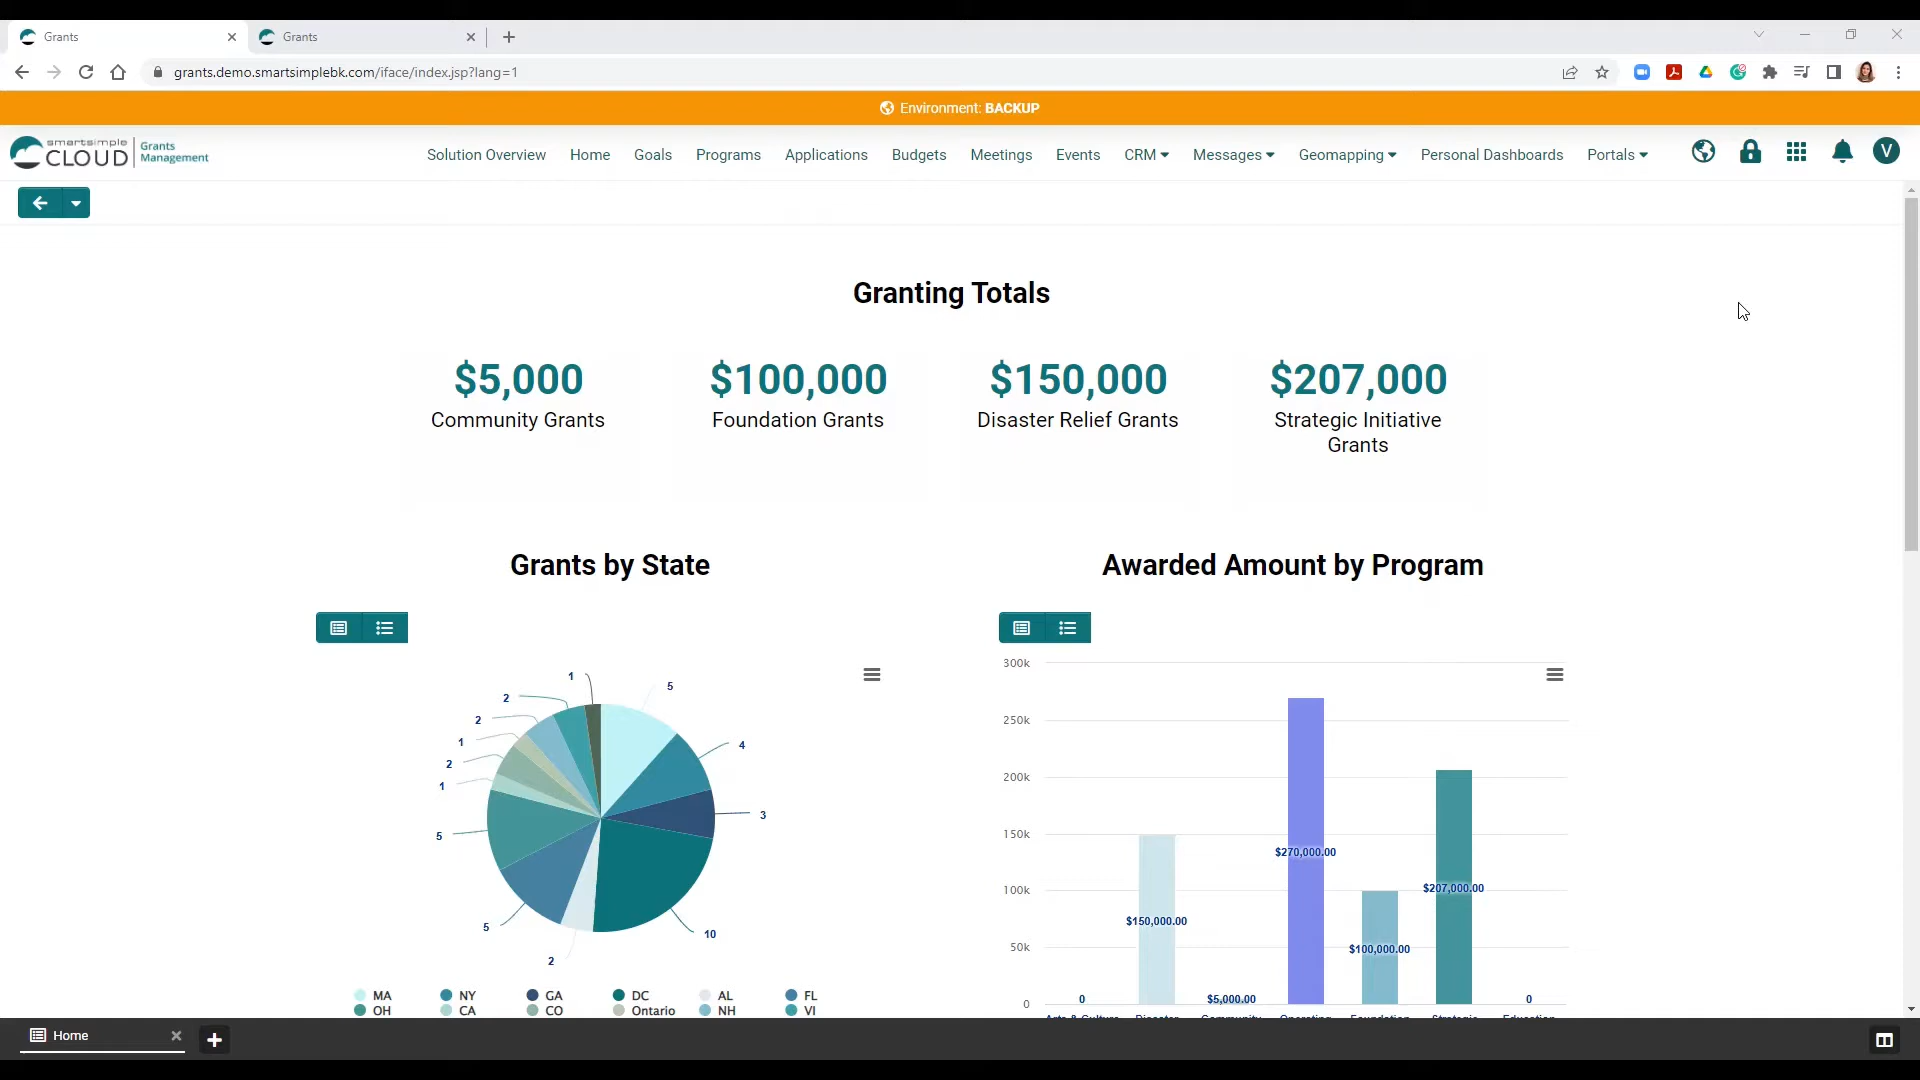 Grants
Grants
grants.demo.smartsimplebk.com/iface/index.jsp?lang=1
Environment: BACKUP
smartsimple CLOUD Grants Management
Solution Overview Home Goals Programs Applications Budgets Meetings Events CRM Messages Geomapping Personal Dashboards Portals V
Granting Totals
$5,000 $100,000 $150,000 $207,000
Community Grants Foundation Grants Disaster Relief Grants Strategic Initiative
Grants
Grants by State
1
5
2
2
4
1
2
1
3
5
5
10
2
MA NY GA DC AL FL
OH CA CO Ontario NH VI
Awarded Amount by Program
300k
250k
200k
150k
100k
50k
0
0
$150,000.00
$5,000.00
$270,000.00
$100,000.00
$207,000.00
0
Home